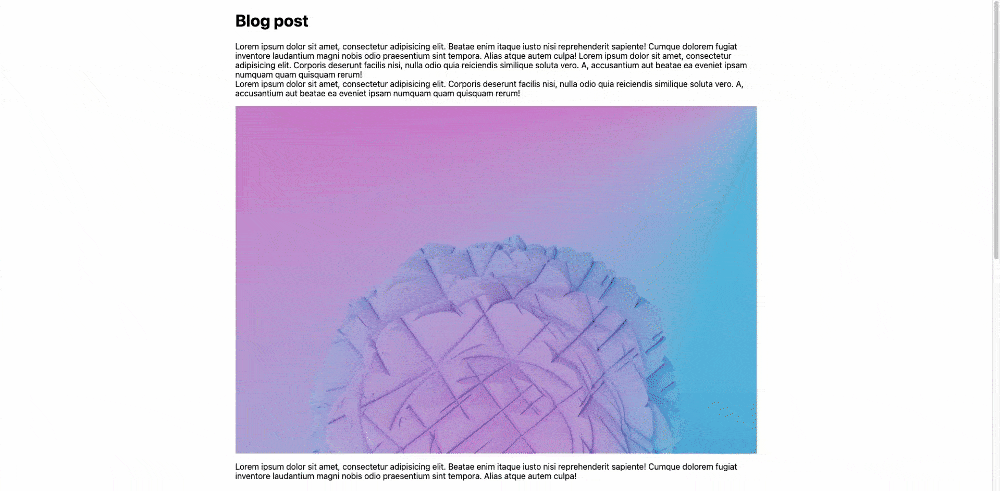 Blog post
Lorem ipsum dolor sit amet, consectetur adipisicing elit. Beatae enim itaque iusto nisi reprehenderit sapiente! Cumque dolorem fugiat
inventore laudantium magni nobis odio praesentium sint tempora. Alias atque autem culpa! Lorem ipsum dolor sit amet, consectetur
adipisicing elit. Corporis deserunt facilis nisi, nulla odio quia reiciendis similique soluta vero. A, accusantium aut beatae ea eveniet ipsam
numquam quam quisquam rerum!
Lorem ipsum dolor sit amet, consectetur adipisicing elit. Corporis deserunt facilis nisi, nulla odio quia reiciendis similique soluta vero. A,
accusantium aut beatae ea eveniet ipsam numquam quam quisquam rerum!
Lorem ipsum dolor sit amet, consectetur adipisicing elit. Beatae enim itaque iusto nisi reprehenderit sapiente! Cumque dolorem fugiat
inventore laudantium magni nobis odio praesentium sint tempora. Alias atque autem culpa!